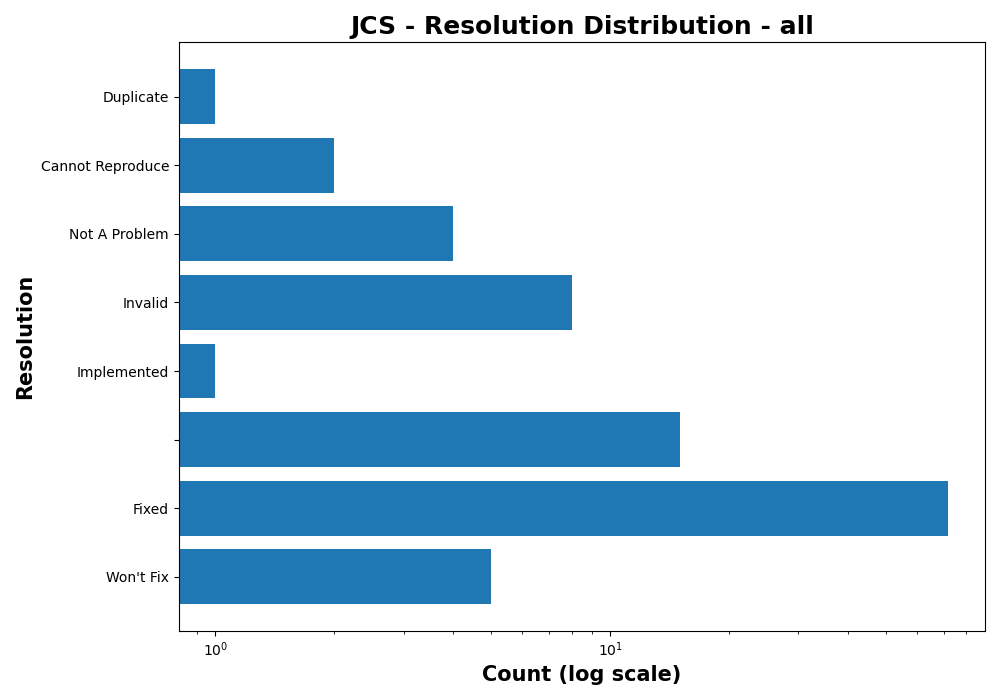 JCS - Resolution Distribution - all
Resolution
Duplicate
Cannot Reproduce
Not A Problem
Invalid
Implemented
Fixed
Won't Fix
10⁰ 10¹
Count (log scale)